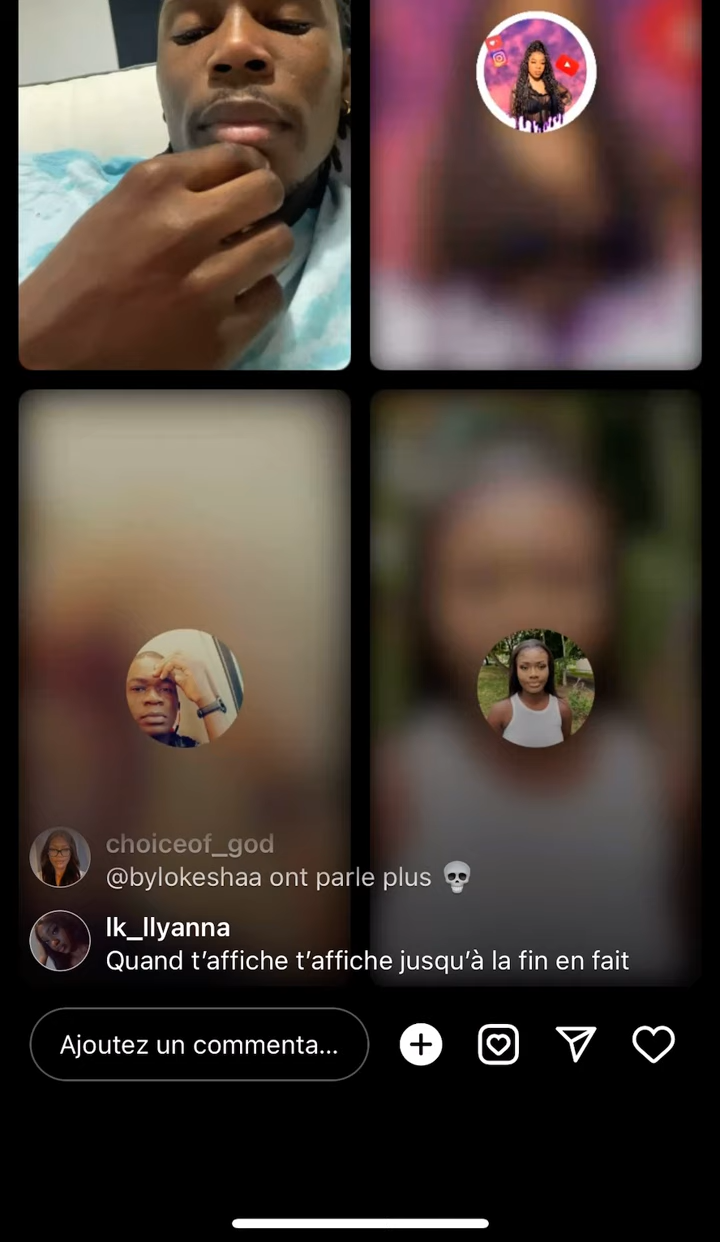 choiceof_god
@bylokeshaa ont parle plus 💀
lk_llyanna
Quand t’affiche t’affiche jusqu’à la fin en fait
Ajoutez un commenta...